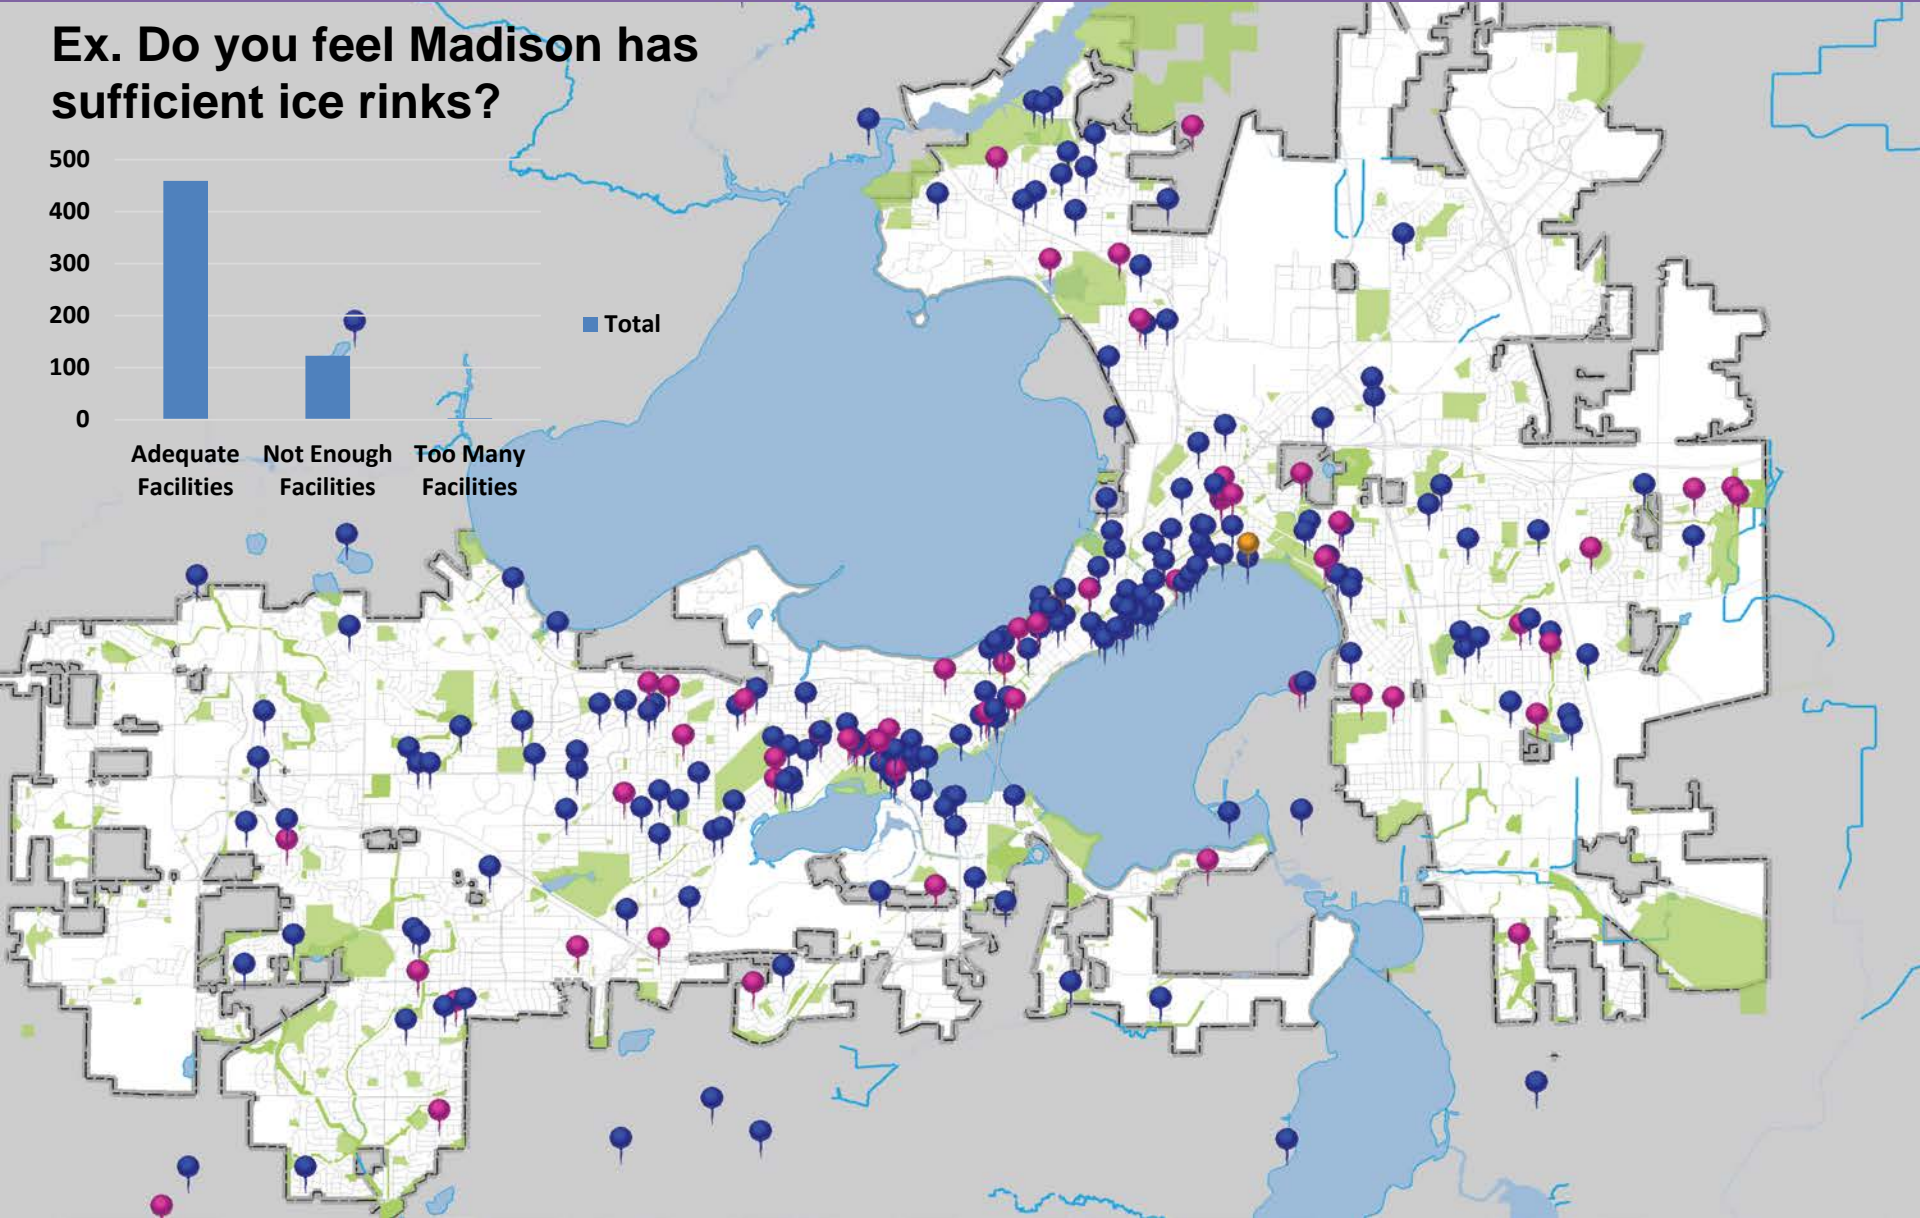 Ex. Do you feel Madison has
sufficient ice rinks?
500
400
300
200
100
0
Total
Adequate
Facilities
Not Enough
Facilities
Too Many
Facilities